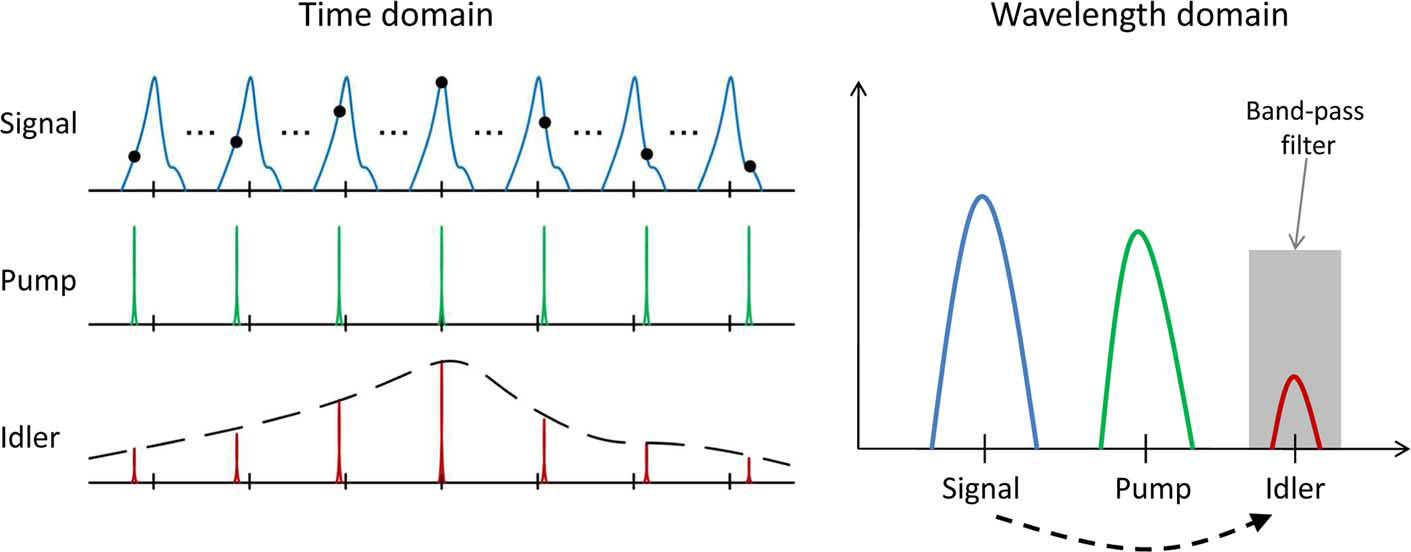 Time domain
Signal
... ... ... ... ... ...
Pump
Idler
Wavelength domain
Band-pass
filter
Signal Pump Idler